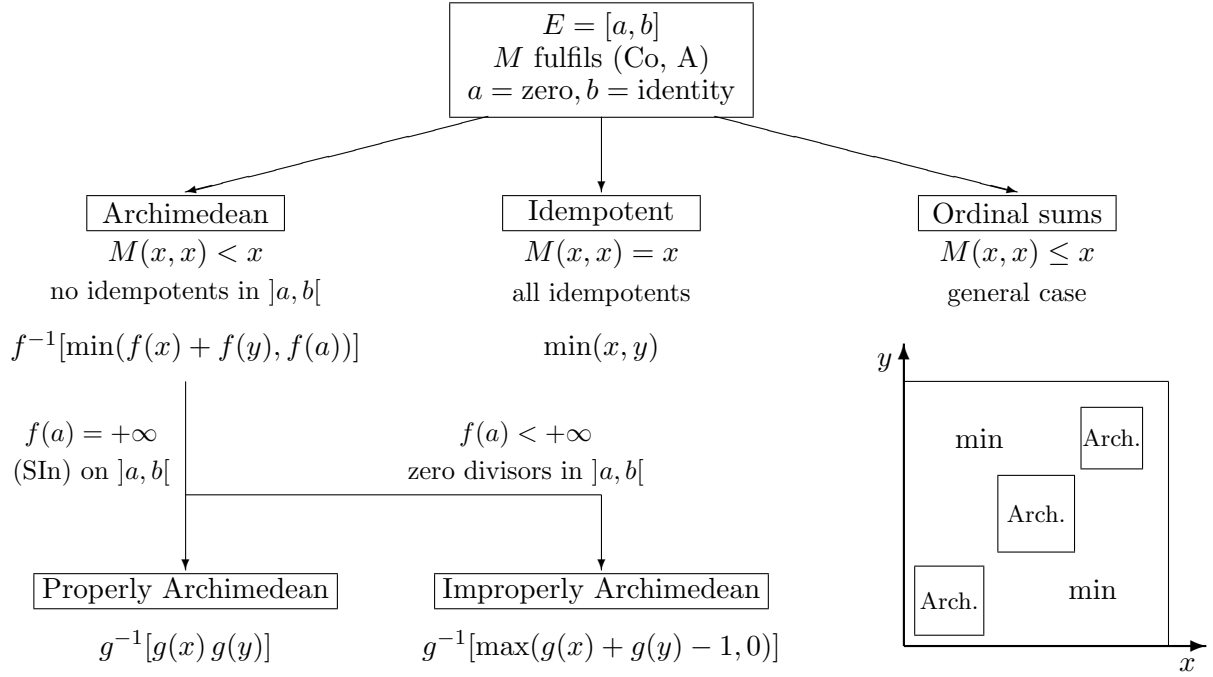 E = [a, b]
M fulfils (Co, A)
a = zero, b = identity
Archimedean
M(x, x) < x
no idempotents in ]a, b[
f⁻¹[min(f(x) + f(y), f(a))]
Idempotent
M(x, x) = x
all idempotents
min(x, y)
Ordinal sums
M(x, x) ≤ x
general case
f(a) = +∞
(SIn) on ]a, b[
f(a) < +∞
zero divisors in ]a, b[
Properly Archimedean
g⁻¹[g(x) g(y)]
Improperly Archimedean
g⁻¹[max(g(x) + g(y) − 1, 0)]
y
min
Arch.
Arch.
Arch.
min
x